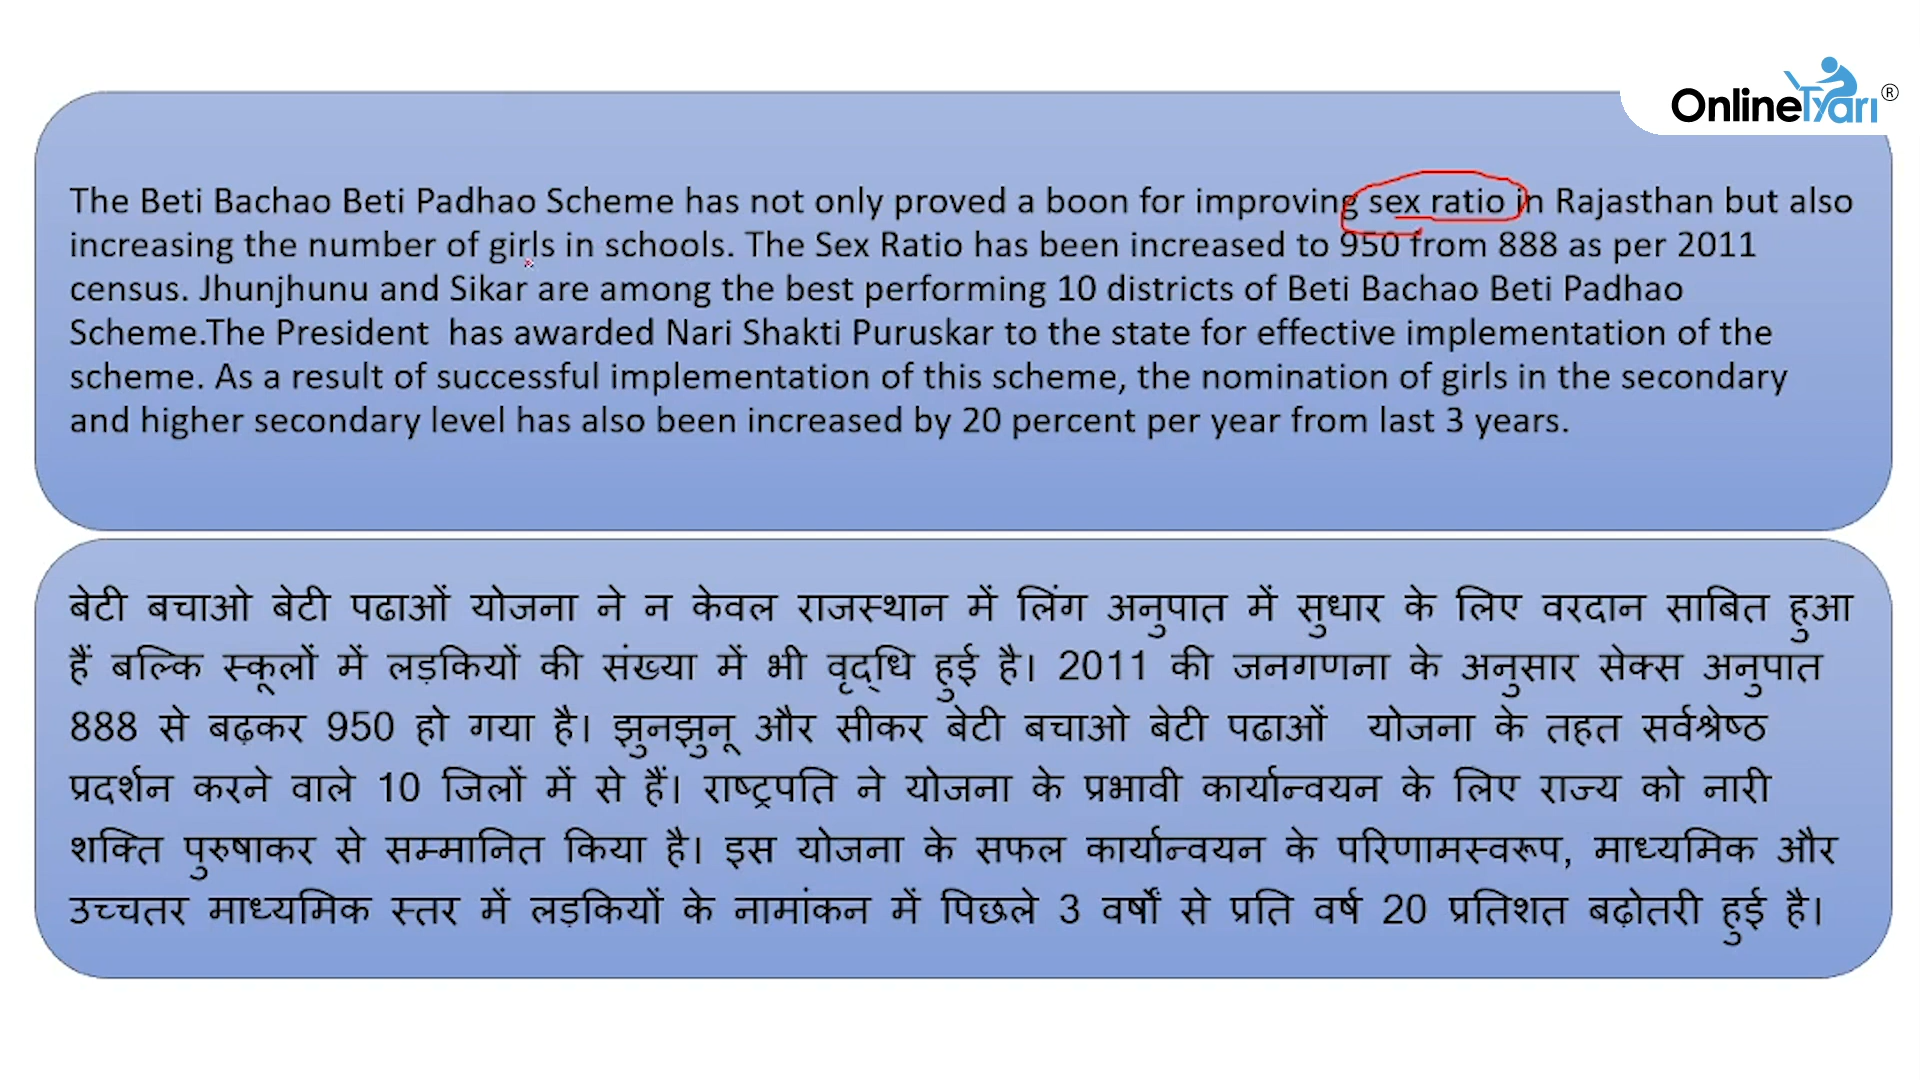 OnlineTyari ®
The Beti Bachao Beti Padhao Scheme has not only proved a boon for improving sex ratio in Rajasthan but also
increasing the number of girls in schools. The Sex Ratio has been increased to 950 from 888 as per 2011
census. Jhunjhunu and Sikar are among the best performing 10 districts of Beti Bachao Beti Padhao
Scheme.The President  has awarded Nari Shakti Puruskar to the state for effective implementation of the
scheme. As a result of successful implementation of this scheme, the nomination of girls in the secondary
and higher secondary level has also been increased by 20 percent per year from last 3 years.
बेटी बचाओ बेटी पढाओं योजना ने न केवल राजस्थान में लिंग अनुपात में सुधार के लिए वरदान साबित हुआ
हैं बल्कि स्कूलों में लड़कियों की संख्या में भी वृद्धि हुई है। 2011 की जनगणना के अनुसार सेक्स अनुपात
888 से बढ़कर 950 हो गया है। झुनझुनू और सीकर बेटी बचाओ बेटी पढाओं  योजना के तहत सर्वश्रेष्ठ
प्रदर्शन करने वाले 10 जिलों में से हैं। राष्ट्रपति ने योजना के प्रभावी कार्यान्वयन के लिए राज्य को नारी
शक्ति पुरुषाकर से सम्मानित किया है। इस योजना के सफल कार्यान्वयन के परिणामस्वरूप, माध्यमिक और
उच्चतर माध्यमिक स्तर में लड़कियों के नामांकन में पिछले 3 वर्षों से प्रति वर्ष 20 प्रतिशत बढ़ोतरी हुई है।